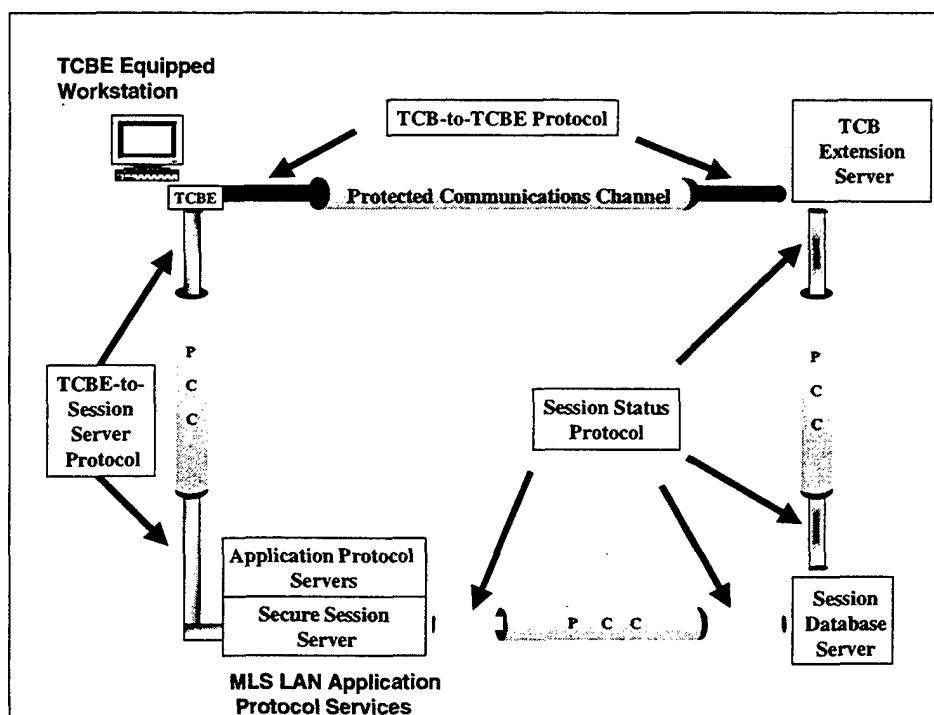 TCBE Equipped
Workstation
TCB-to-TCBE Protocol
TCB
Extension
Server
TCBE
Protected Communications Channel
P
C
C
TCBE-to-
Session
Server
Protocol
Session Status
Protocol
P
C
C
Application Protocol
Servers
Secure Session
Server
P C C
Session
Database
Server
MLS LAN Application
Protocol Services